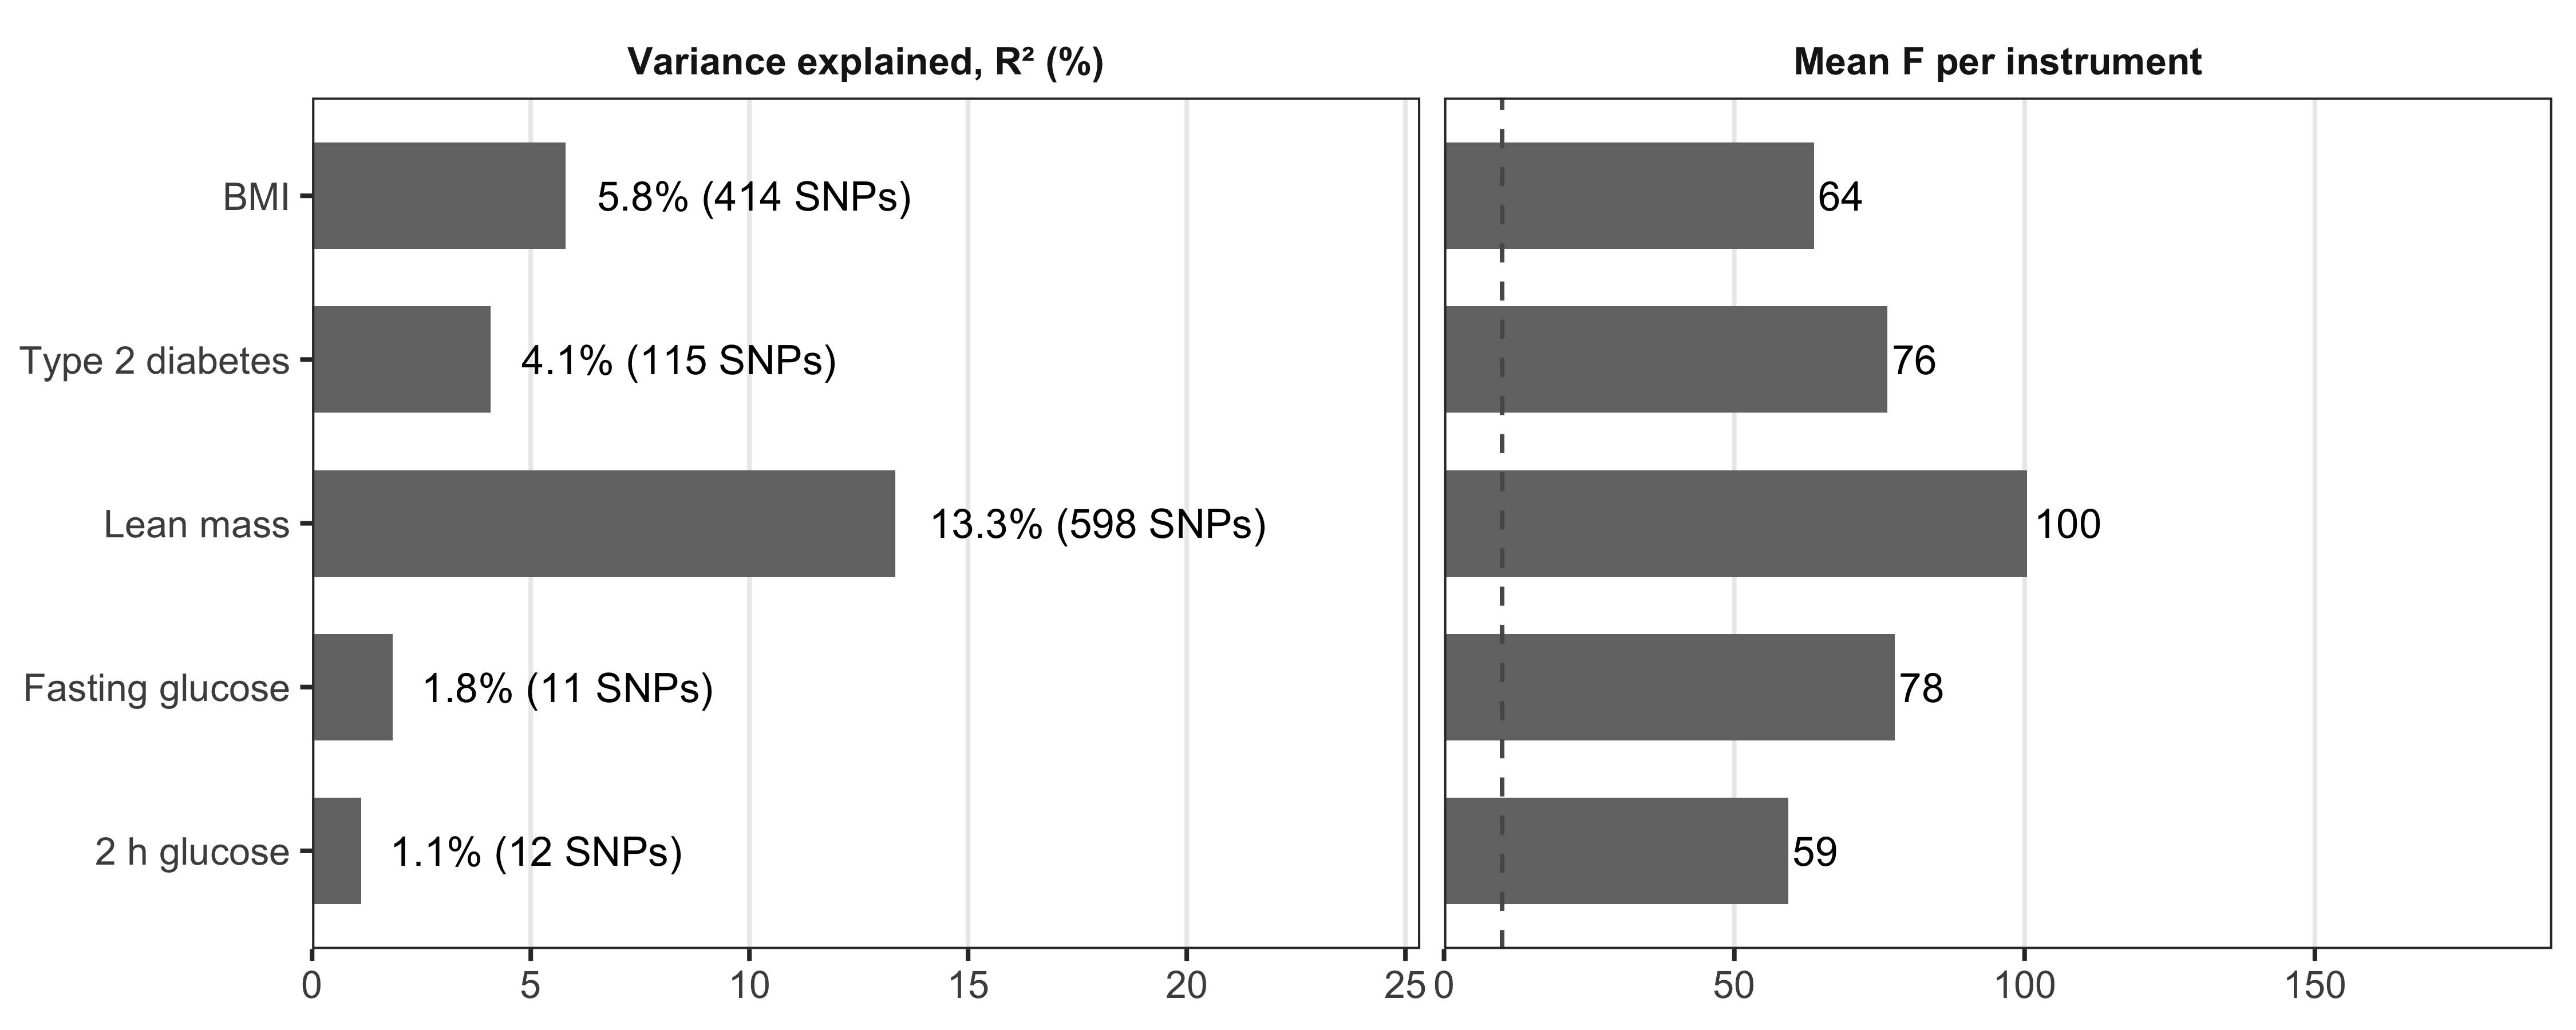 Variance explained, R² (%)
Mean F per instrument
BMI
5.8% (414 SNPs)
64
Type 2 diabetes
4.1% (115 SNPs)
76
Lean mass
13.3% (598 SNPs)
100
Fasting glucose
1.8% (11 SNPs)
78
2 h glucose
1.1% (12 SNPs)
59
0 5 10 15 20 25
0 50 100 150